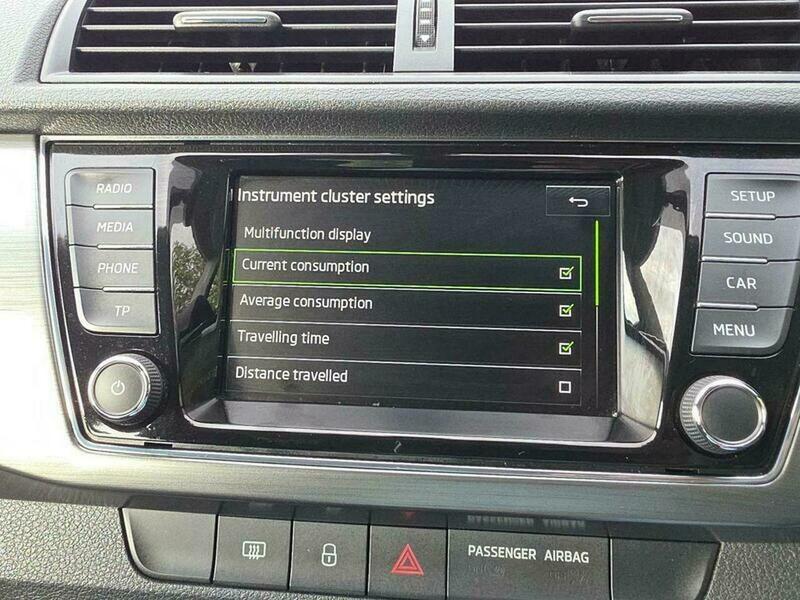 RADIO
MEDIA
PHONE
TP
Instrument cluster settings
Multifunction display
Current consumption
Average consumption
Travelling time
Distance travelled
SETUP
SOUND
CAR
MENU
PASSENGER AIRBAG